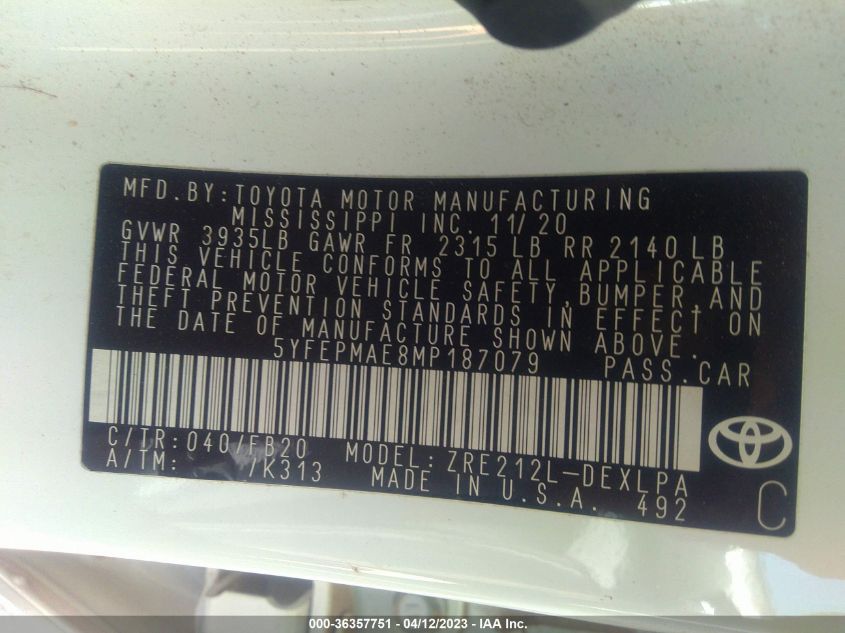 MFD.BY:TOYOTA MOTOR MANUFACTURING
MISSISSIPPI INC. 11/20
GVWR 3935LB GAWR FR 2315 LB RR 2140 LB
THIS VEHICLE CONFORMS TO ALL APPLICABLE
FEDERAL MOTOR VEHICLE SAFETY, BUMPER, AND
THEFT PREVENTION STANDARDS IN EFFECT ON
THE DATE OF MANUFACTURE SHOWN ABOVE.
5YFEPMAE8MP187079 PASS.CAR
C/TR:040/FB20 MODEL:ZRE212L-DEXLPA
A/TM: /K313 MADE IN U.S.A. 492
C
000-36357751 - 04/12/2023 - IAA Inc.